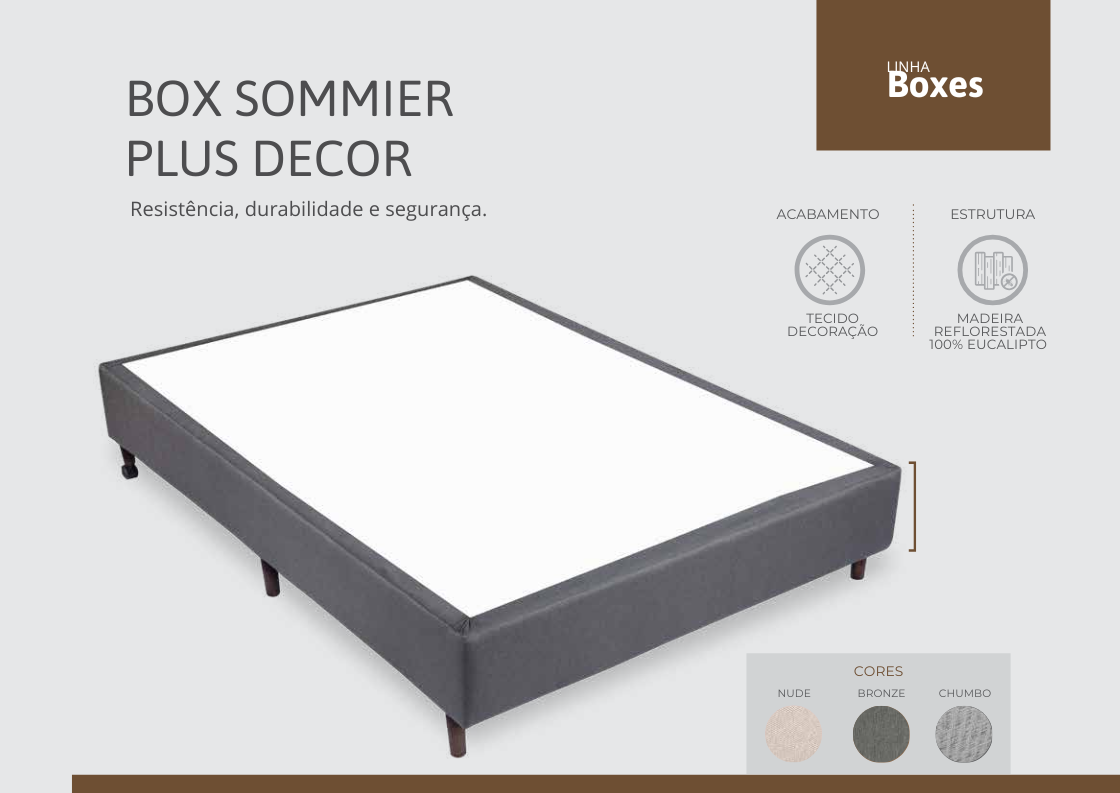 LINHA
Boxes
BOX SOMMIER
PLUS DECOR
Resistência, durabilidade e segurança.
ACABAMENTO
TECIDO
DECORAÇÃO
ESTRUTURA
MADEIRA
REFLORESTADA
100% EUCALIPTO
CORES
NUDE
BRONZE
CHUMBO